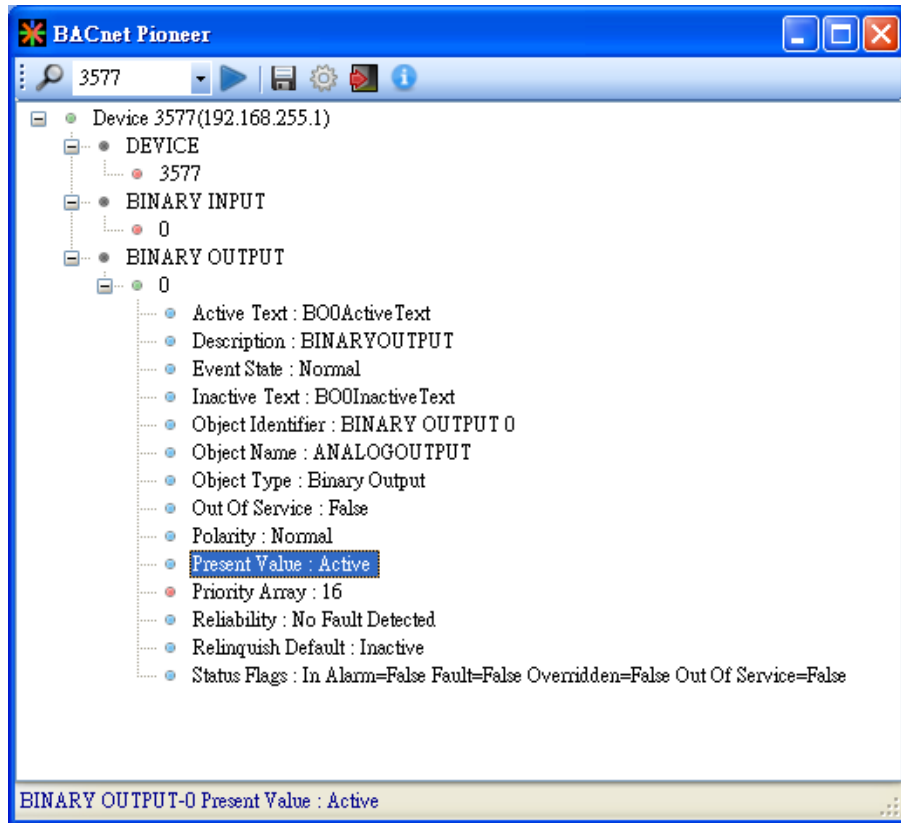 BACnet Pioneer
3577
Device 3577(192.168.255.1)
DEVICE
3577
BINARY INPUT
0
BINARY OUTPUT
0
Active Text : BO0ActiveText
Description : BINARYOUTPUT
Event State : Normal
Inactive Text : BO0InactiveText
Object Identifier : BINARY OUTPUT 0
Object Name : ANALOGOUTPUT
Object Type : Binary Output
Out Of Service : False
Polarity : Normal
Present Value : Active
Priority Array : 16
Reliability : No Fault Detected
Relinquish Default : Inactive
Status Flags : In Alarm=False Fault=False Overridden=False Out Of Service=False
BINARY OUTPUT-0 Present Value : Active